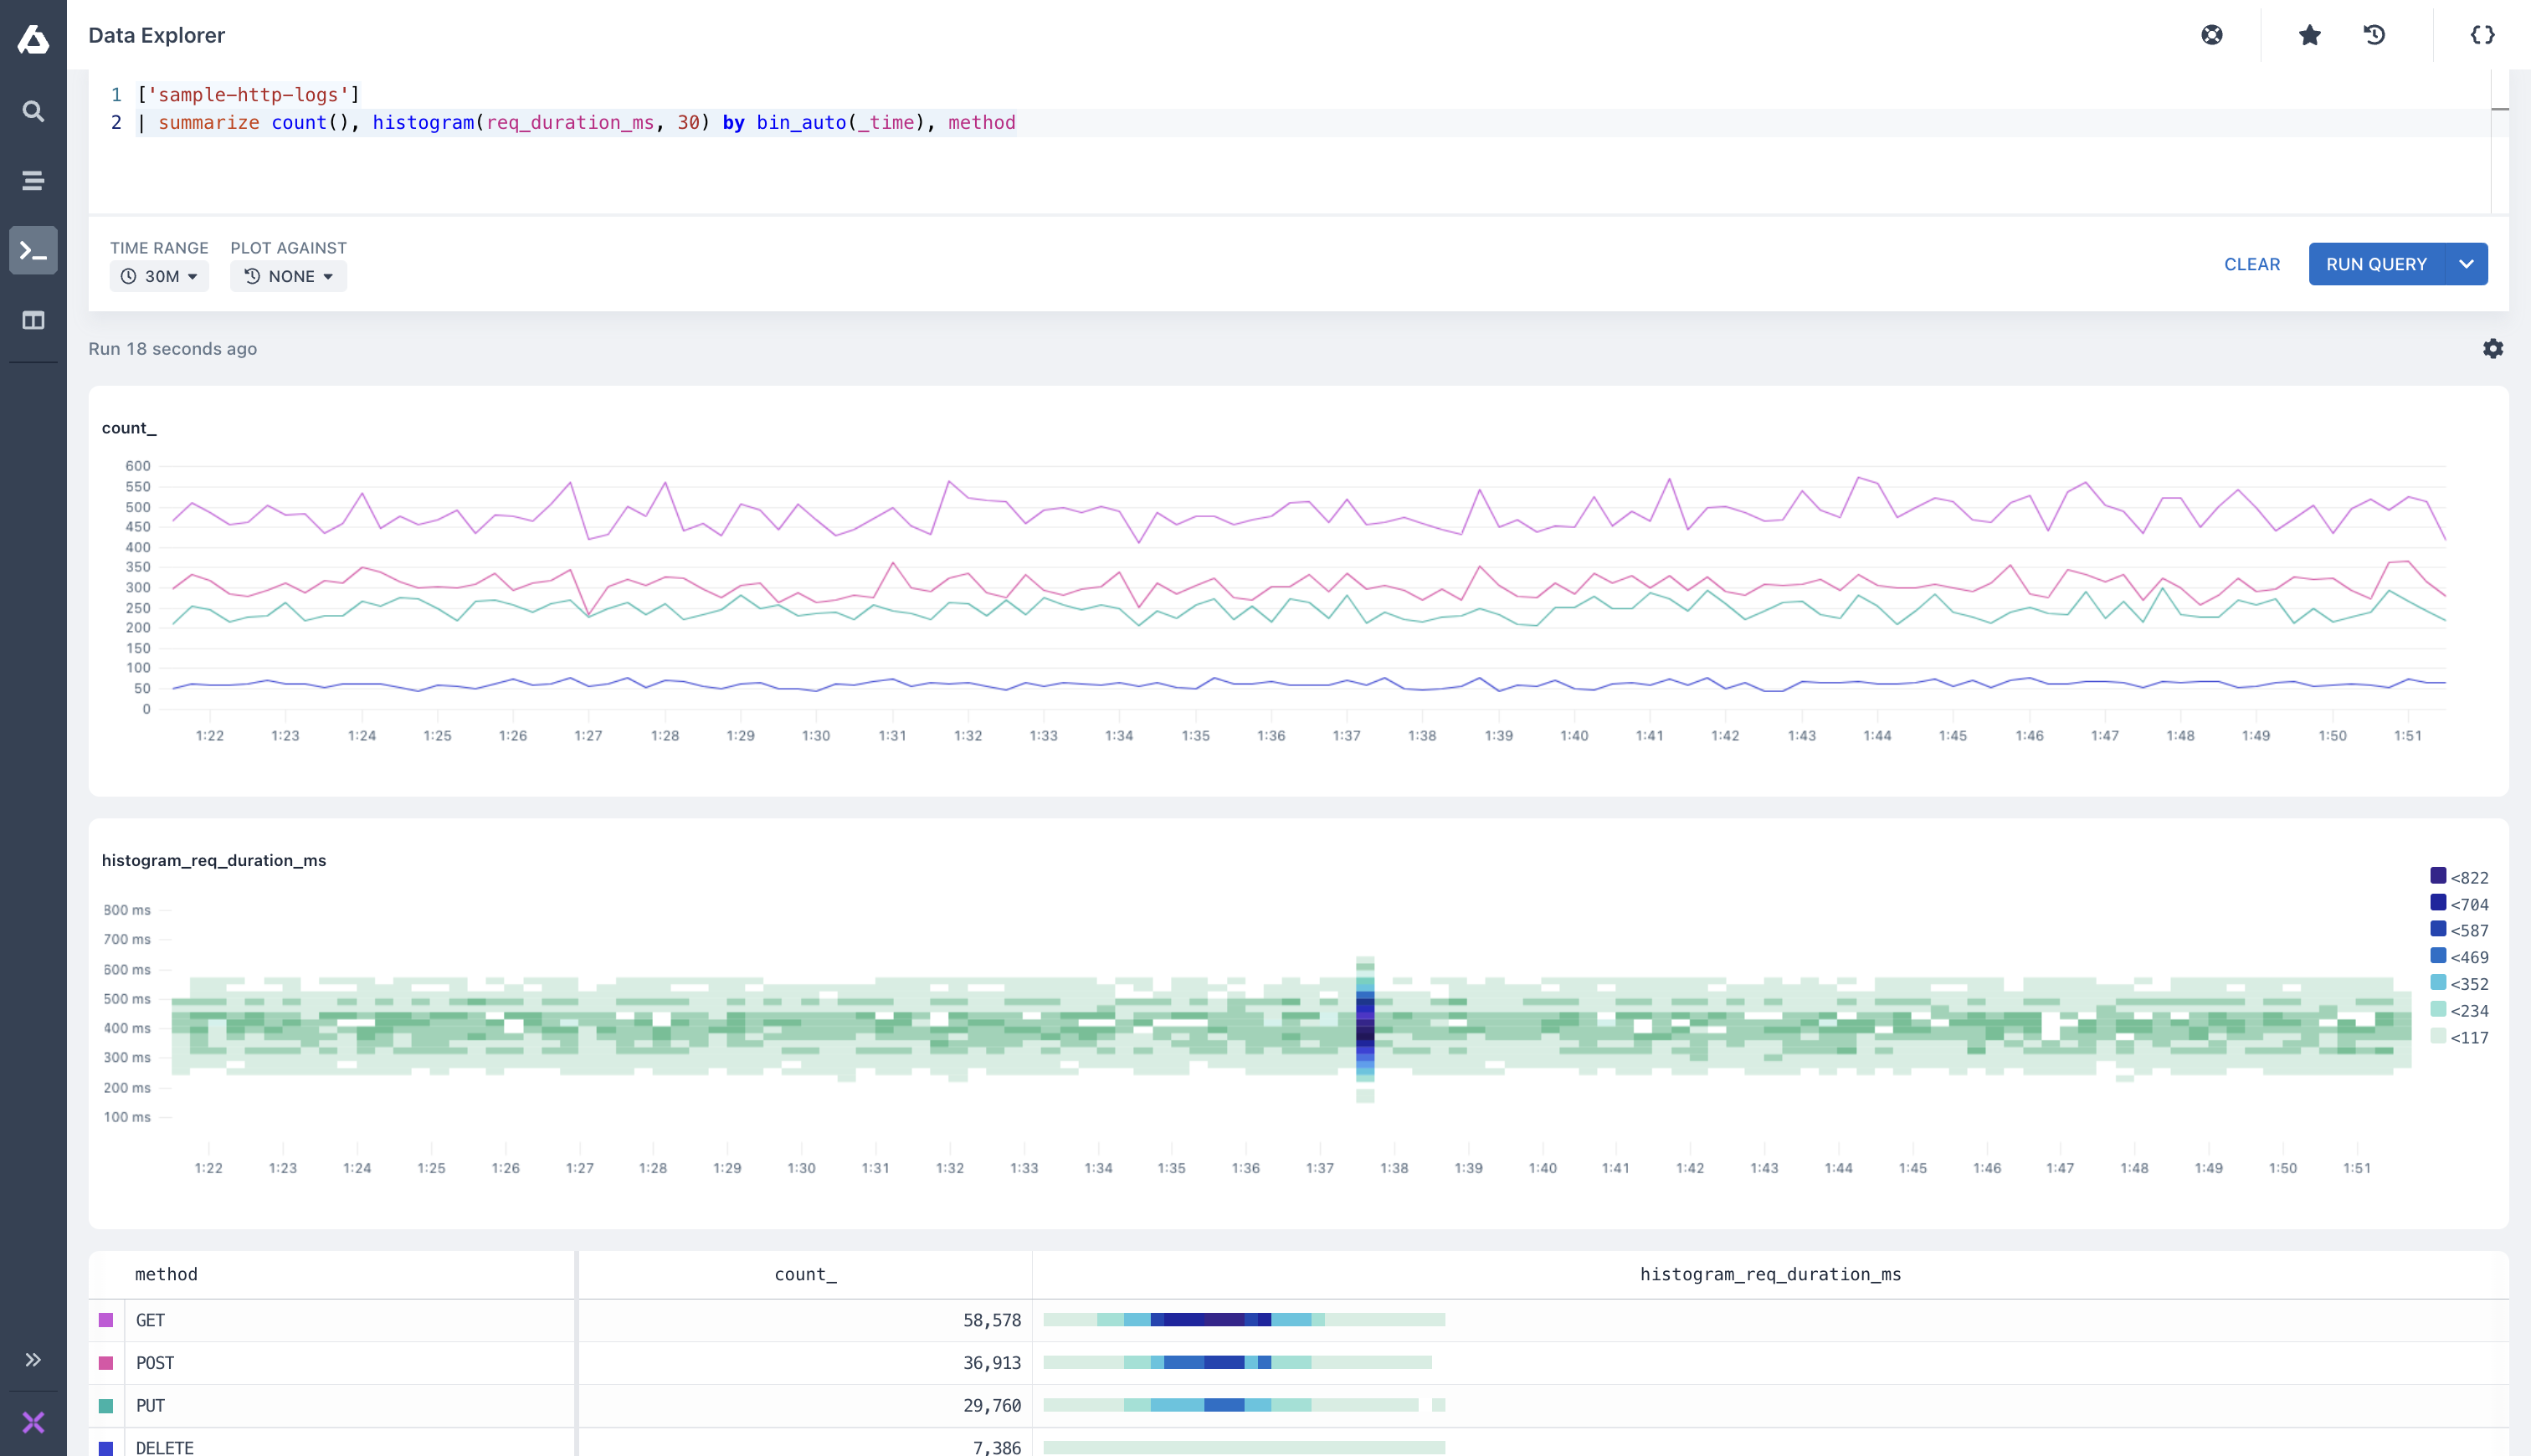 Data Explorer
1 ['sample-http-logs']
2 | summarize count(), histogram(req_duration_ms, 30) by bin_auto(_time), method
TIME RANGE PLOT AGAINST
30M NONE
CLEAR RUN QUERY
Run 18 seconds ago
count_
600
550
500
450
400
350
300
250
200
150
100
50
0
1:22 1:23 1:24 1:25 1:26 1:27 1:28 1:29 1:30 1:31 1:32 1:33 1:34 1:35 1:36 1:37 1:38 1:39 1:40 1:41 1:42 1:43 1:44 1:45 1:46 1:47 1:48 1:49 1:50 1:51
histogram_req_duration_ms
<822
<704
<587
<469
<352
<234
<117
800 ms
700 ms
600 ms
500 ms
400 ms
300 ms
200 ms
100 ms
1:22 1:23 1:24 1:25 1:26 1:27 1:28 1:29 1:30 1:31 1:32 1:33 1:34 1:35 1:36 1:37 1:38 1:39 1:40 1:41 1:42 1:43 1:44 1:45 1:46 1:47 1:48 1:49 1:50 1:51
method count_ histogram_req_duration_ms
GET 58,578
POST 36,913
PUT 29,760
DELETE 7,386